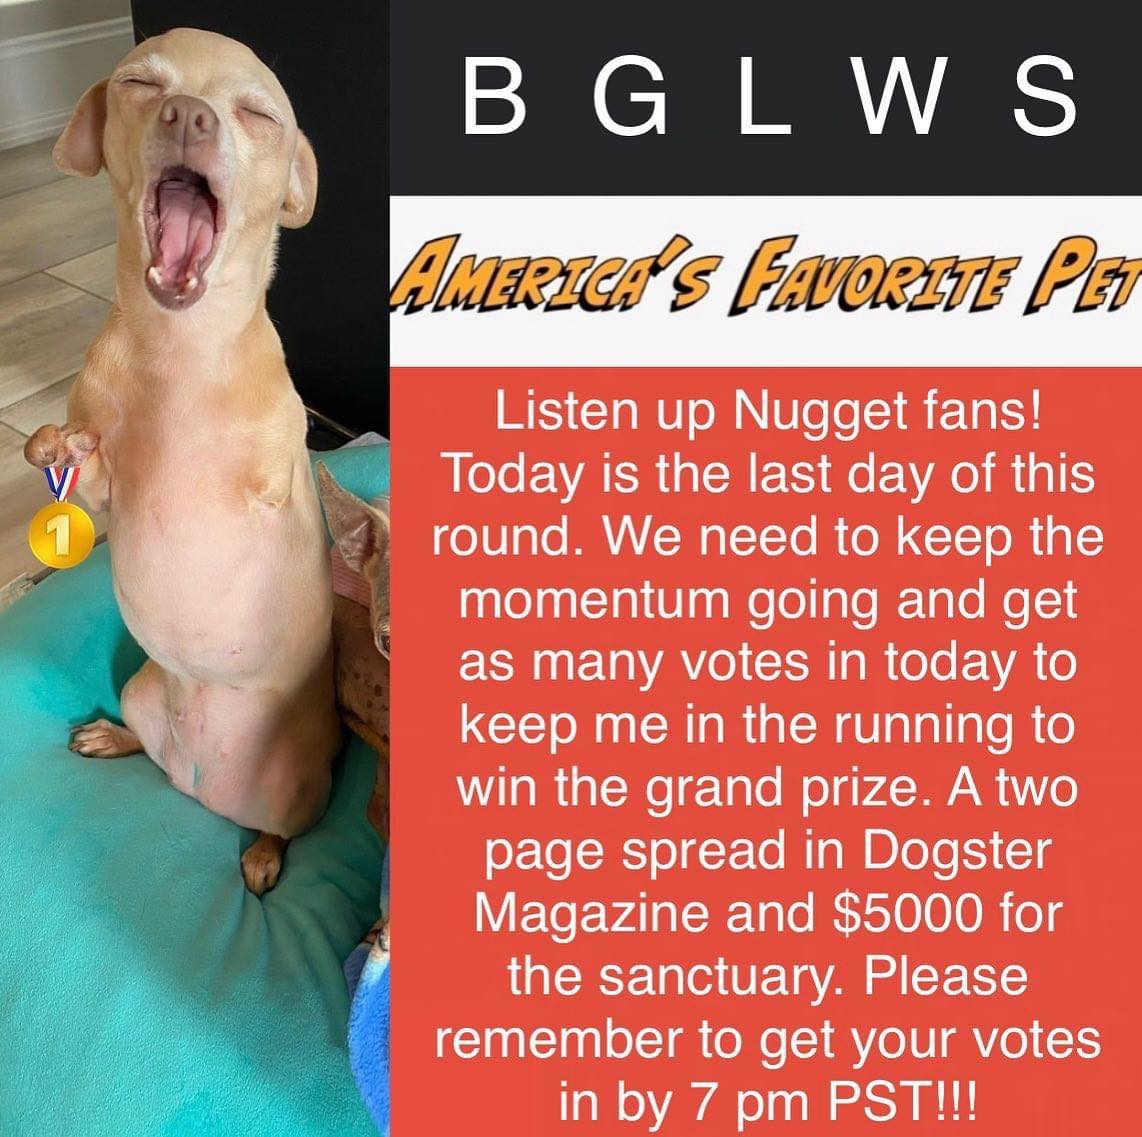 B G L W S
AMERICA'S FAVORITE PET
Listen up Nugget fans!
Today is the last day of this
round. We need to keep the
momentum going and get
as many votes in today to
keep me in the running to
win the grand prize. A two
page spread in Dogster
Magazine and $5000 for
the sanctuary. Please
remember to get your votes
in by 7 pm PST!!!
1